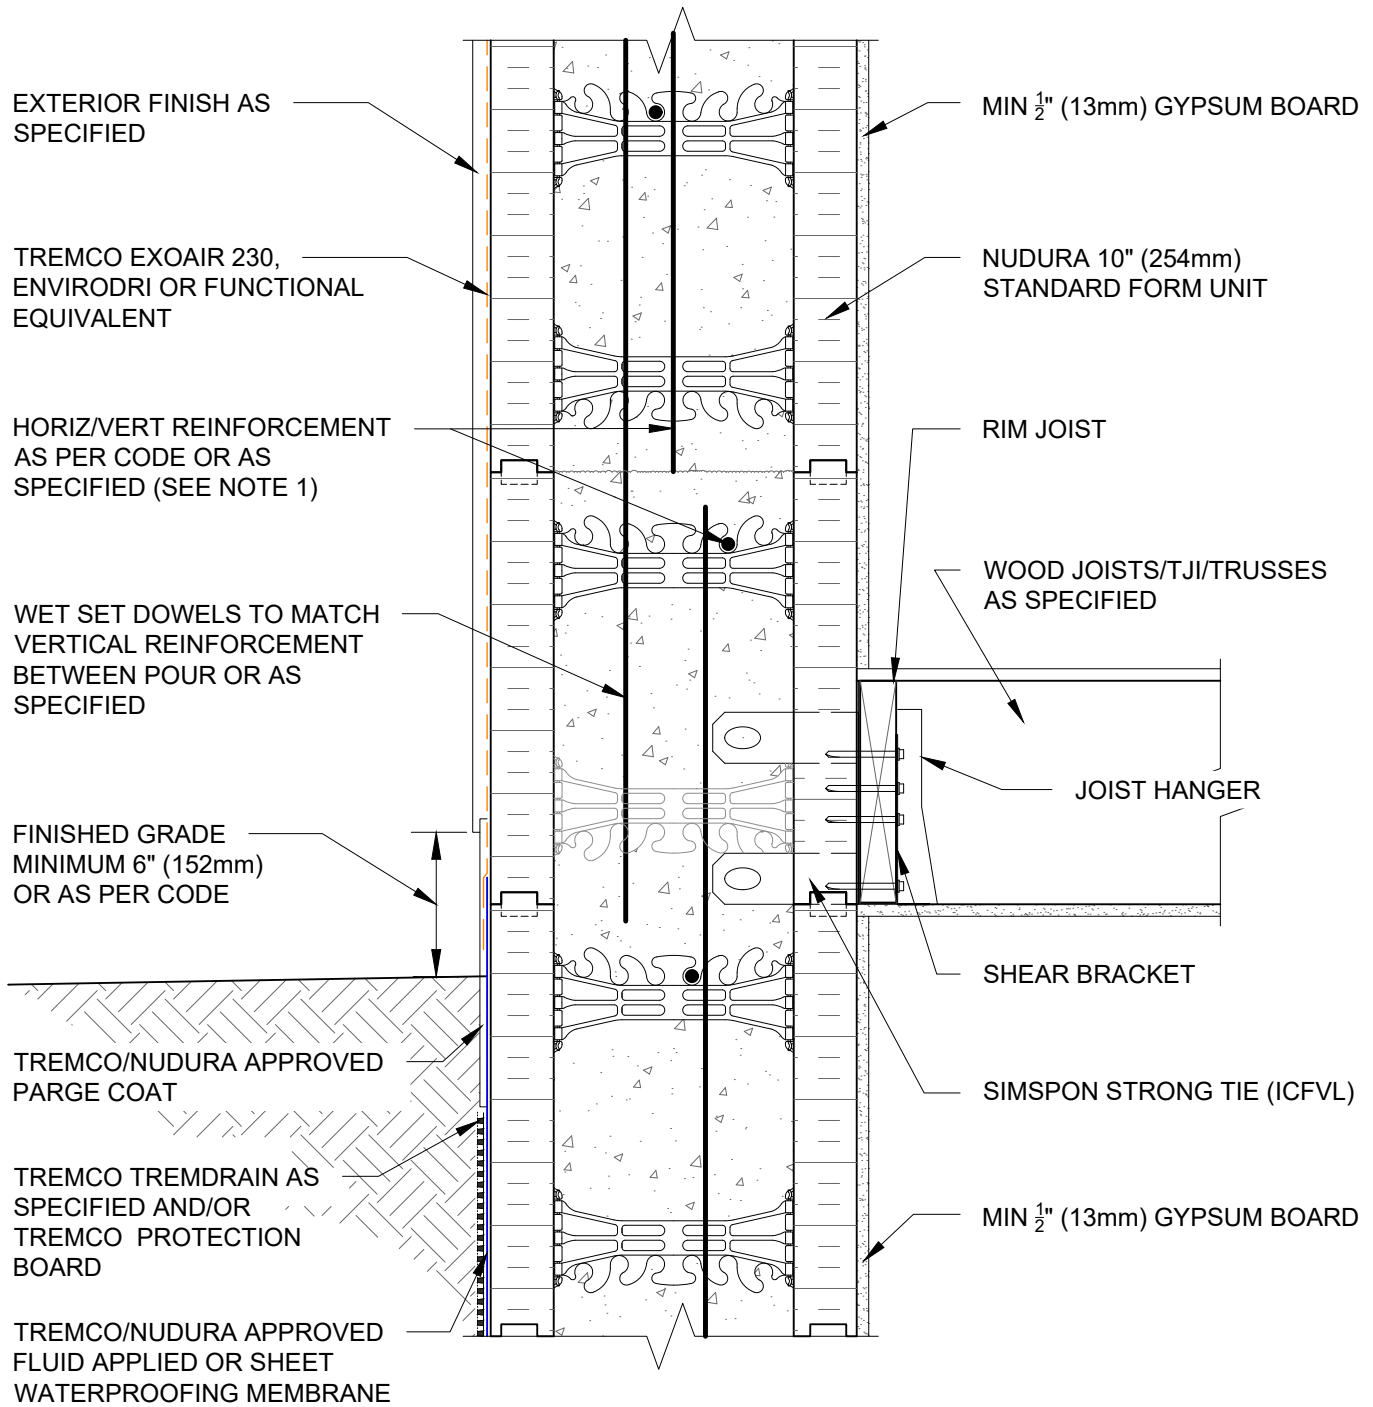 EXTERIOR FINISH AS
SPECIFIED
TREMCO EXOAIR 230,
ENVIRODRI OR FUNCTIONAL
EQUIVALENT
HORIZ/VERT REINFORCEMENT
AS PER CODE OR AS
SPECIFIED (SEE NOTE 1)
WET SET DOWELS TO MATCH
VERTICAL REINFORCEMENT
BETWEEN POUR OR AS
SPECIFIED
FINISHED GRADE
MINIMUM 6" (152mm)
OR AS PER CODE
TREMCO/NUDURA APPROVED
PARGE COAT
TREMCO TREMDRAIN AS
SPECIFIED AND/OR
TREMCO PROTECTION
BOARD
TREMCO/NUDURA APPROVED
FLUID APPLIED OR SHEET
WATERPROOFING MEMBRANE
MIN 1/2" (13mm) GYPSUM BOARD
NUDURA 10" (254mm)
STANDARD FORM UNIT
RIM JOIST
WOOD JOISTS/TJI/TRUSSES
AS SPECIFIED
JOIST HANGER
SHEAR BRACKET
SIMSPON STRONG TIE (ICFVL)
MIN 1/2" (13mm) GYPSUM BOARD